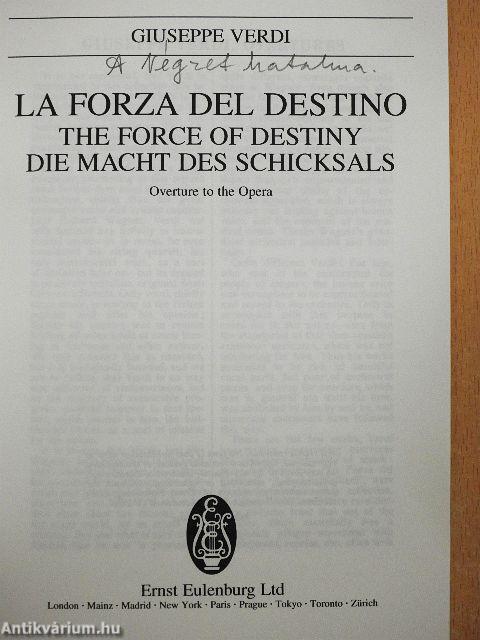 GIUSEPPE VERDI
A Végzet hatalma.
LA FORZA DEL DESTINO
THE FORCE OF DESTINY
DIE MACHT DES SCHICKSALS
Overture to the Opera
E
Ernst Eulenburg Ltd
London · Mainz · Madrid · New York · Paris · Prague · Tokyo · Toronto · Zürich
Antikvárium.hu